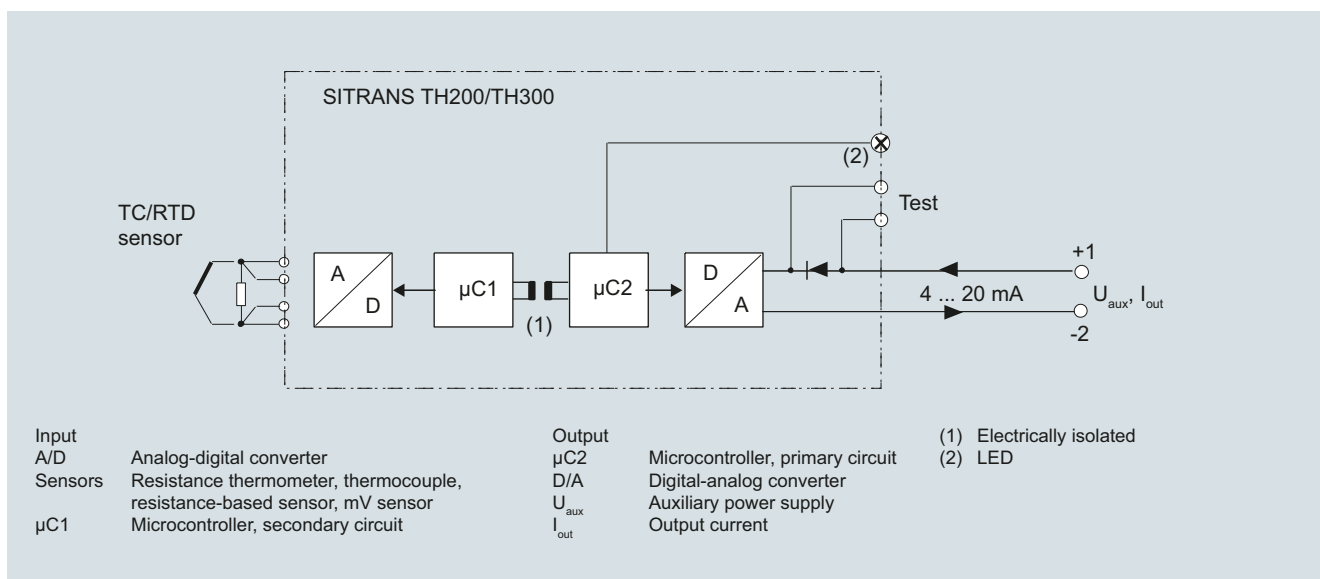 SITRANS TH200/TH300
(2)
Test
TC/RTD
sensor
A
D
µC1
(1)
µC2
D
A
+1
4 ... 20 mA
Uaux, Iout
-2
Input
A/D Analog-digital converter
Sensors Resistance thermometer, thermocouple,
resistance-based sensor, mV sensor
µC1 Microcontroller, secondary circuit
Output
µC2 Microcontroller, primary circuit
D/A Digital-analog converter
Uaux Auxiliary power supply
Iout Output current
(1) Electrically isolated
(2) LED